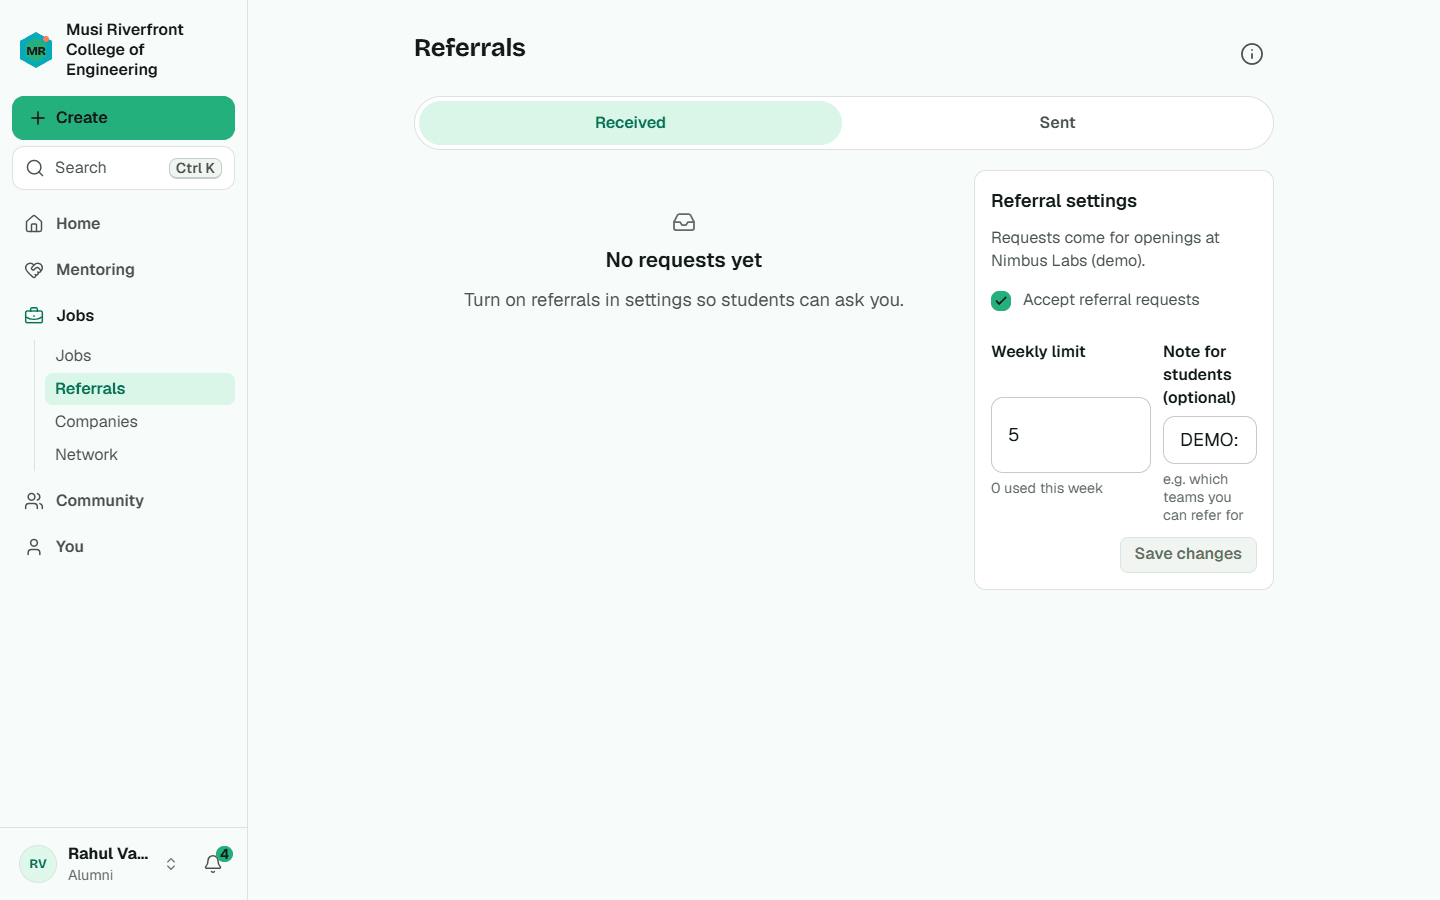 MR
Musi Riverfront
College of
Engineering
Create
Search
Ctrl K
Home
Mentoring
Jobs
Jobs
Referrals
Companies
Network
Community
You
RV
Rahul Va...
Alumni
4
Referrals
Received
Sent
No requests yet
Turn on referrals in settings so students can ask you.
Referral settings
Requests come for openings at
Nimbus Labs (demo).
Accept referral requests
Weekly limit
5
0 used this week
Note for
students
(optional)
DEMO:
e.g. which
teams you
can refer for
Save changes